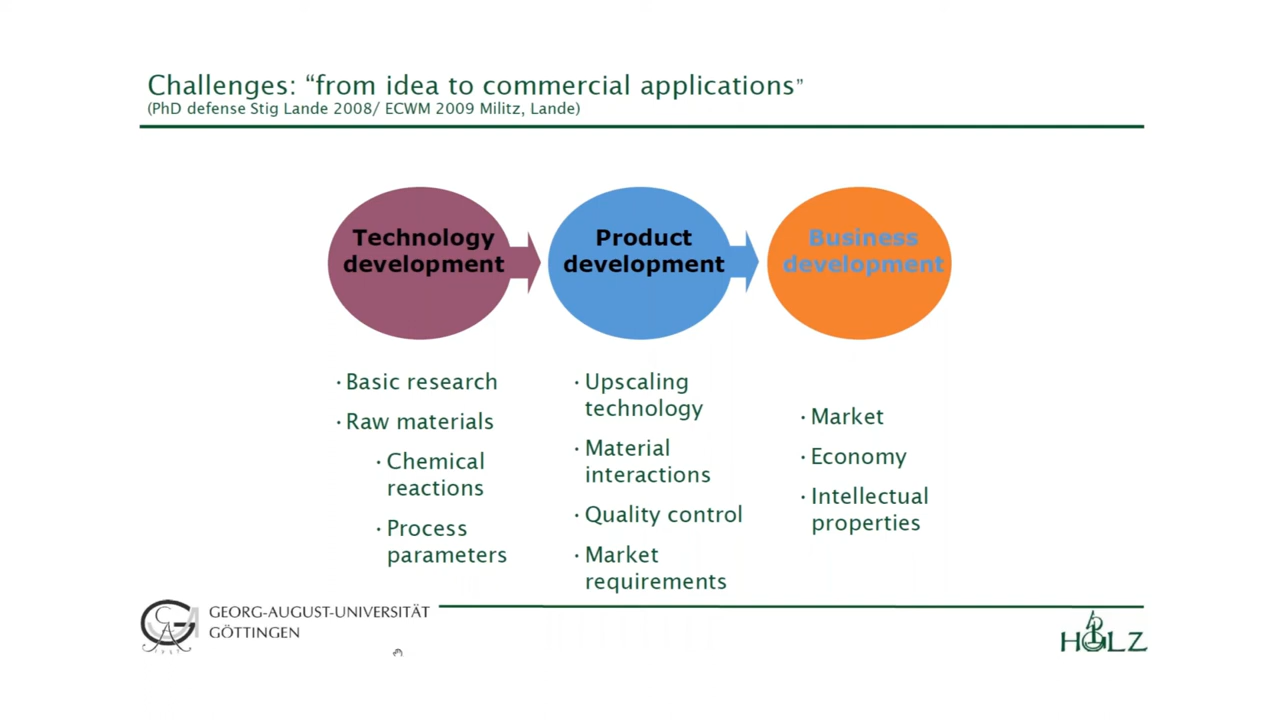 Challenges: “from idea to commercial applications”
(PhD defense Stig Lande 2008/ ECWM 2009 Militz, Lande)
Technology
development
Product
development
Business
development
· Basic research
· Raw materials
· Chemical
reactions
· Process
parameters
· Upscaling
technology
· Material
interactions
· Quality control
· Market
requirements
· Market
· Economy
· Intellectual
properties
GEORG-AUGUST-UNIVERSITÄT
GÖTTINGEN
HOLZ